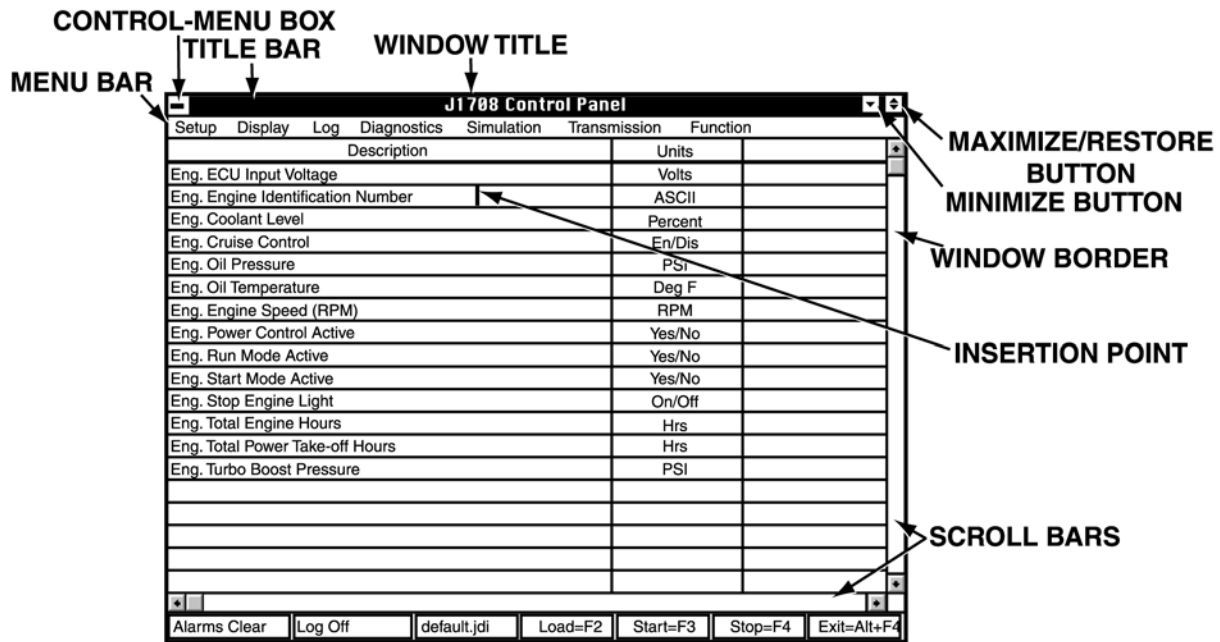 CONTROL-MENU BOX
TITLE BAR
WINDOW TITLE
MENU BAR
J1708 Control Panel
Setup Display Log Diagnostics Simulation Transmission Function
MAXIMIZE/RESTORE
BUTTON
MINIMIZE BUTTON
WINDOW BORDER
INSERTION POINT
SCROLL BARS
Description Units
Eng. ECU Input Voltage Volts
Eng. Engine Identification Number ASCII
Eng. Coolant Level Percent
Eng. Cruise Control En/Dis
Eng. Oil Pressure PSI
Eng. Oil Temperature Deg F
Eng. Engine Speed (RPM) RPM
Eng. Power Control Active Yes/No
Eng. Run Mode Active Yes/No
Eng. Start Mode Active Yes/No
Eng. Stop Engine Light On/Off
Eng. Total Engine Hours Hrs
Eng. Total Power Take-off Hours Hrs
Eng. Turbo Boost Pressure PSI
Alarms Clear Log Off default.jdi Load=F2 Start=F3 Stop=F4 Exit=Alt+F4